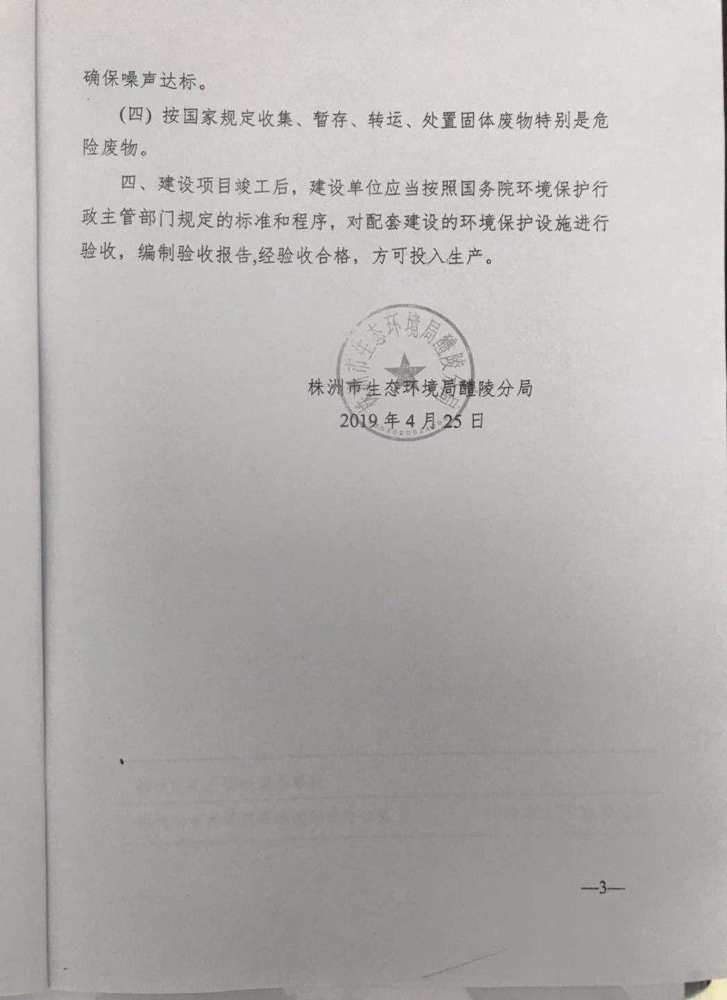 确保噪声达标。
(四) 按国家规定收集、暂存、转运、处置固体废物特别是危
险废物。
四、建设项目竣工后，建设单位应当按照国务院环境保护行
政主管部门规定的标准和程序，对配套建设的环境保护设施进行
验收，编制验收报告,经验收合格，方可投入生产。
株洲市生态环境局醴陵分局
株洲市生态环境局醴陵分局
2019 年 4 月 25 日
—3—